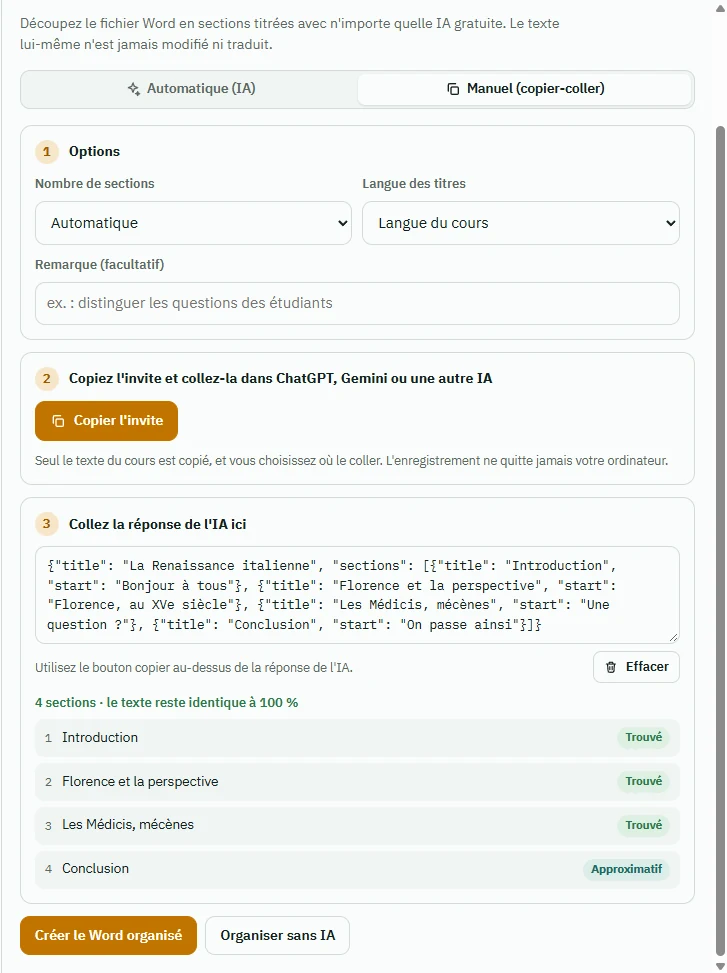 Découpez le fichier Word en sections titrées avec n'importe quelle IA gratuite. Le texte
lui-même n'est jamais modifié ni traduit.
Automatique (IA)
Manuel (copier-coller)
1 Options
Nombre de sections
Langue des titres
Automatique
Langue du cours
Remarque (facultatif)
ex. : distinguer les questions des étudiants
2 Copiez l'invite et collez-la dans ChatGPT, Gemini ou une autre IA
Copier l'invite
Seul le texte du cours est copié, et vous choisissez où le coller. L'enregistrement ne quitte jamais votre ordinateur.
3 Collez la réponse de l'IA ici
{"title": "La Renaissance italienne", "sections": [{"title": "Introduction",
"start": "Bonjour à tous"}, {"title": "Florence et la perspective", "start":
"Florence, au XVe siècle"}, {"title": "Les Médicis, mécènes", "start": "Une
question ?"}, {"title": "Conclusion", "start": "On passe ainsi"}]}
Utilisez le bouton copier au-dessus de la réponse de l'IA.
Effacer
4 sections · le texte reste identique à 100 %
1 Introduction Trouvé
2 Florence et la perspective Trouvé
3 Les Médicis, mécènes Trouvé
4 Conclusion Approximatif
Créer le Word organisé
Organiser sans IA